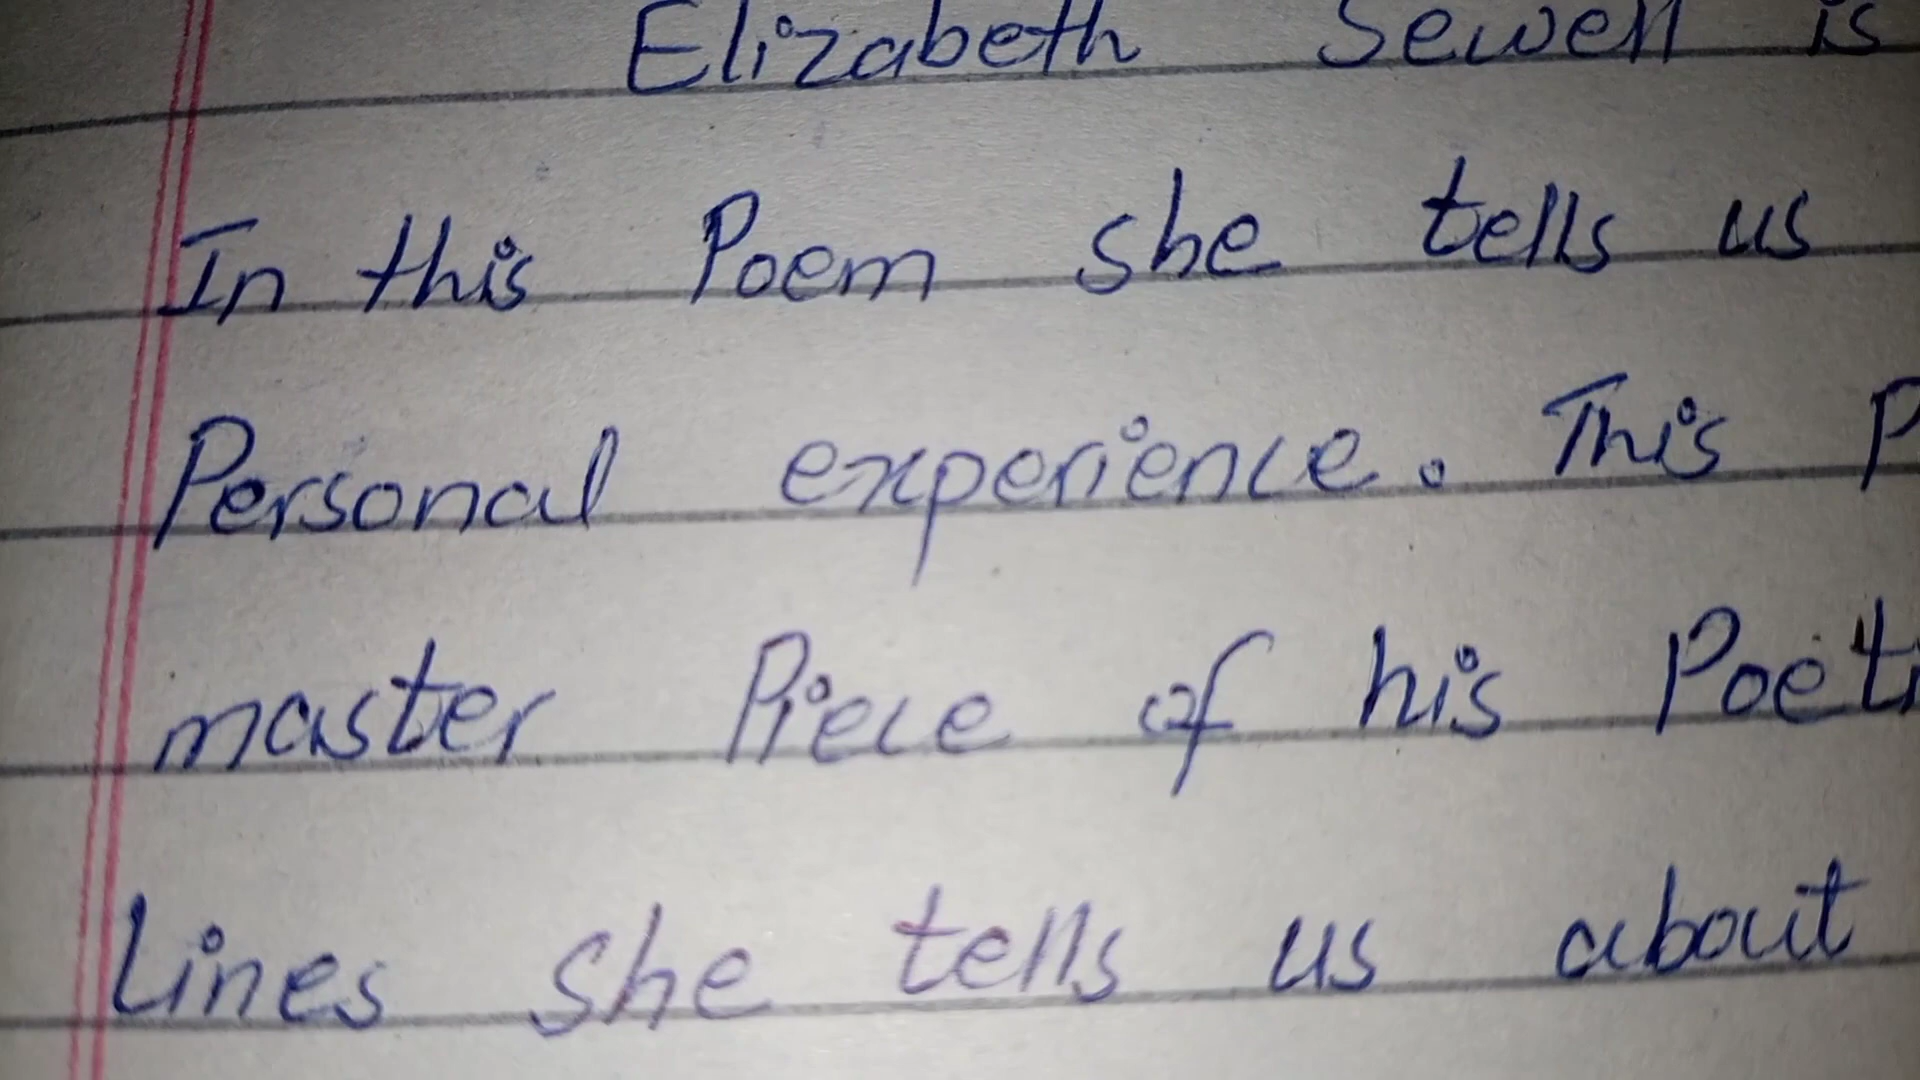 Elizabeth Sewell is
In this Poem she tells us
Personal experience. This P
master Piece of his Poeti
Lines she tells us about